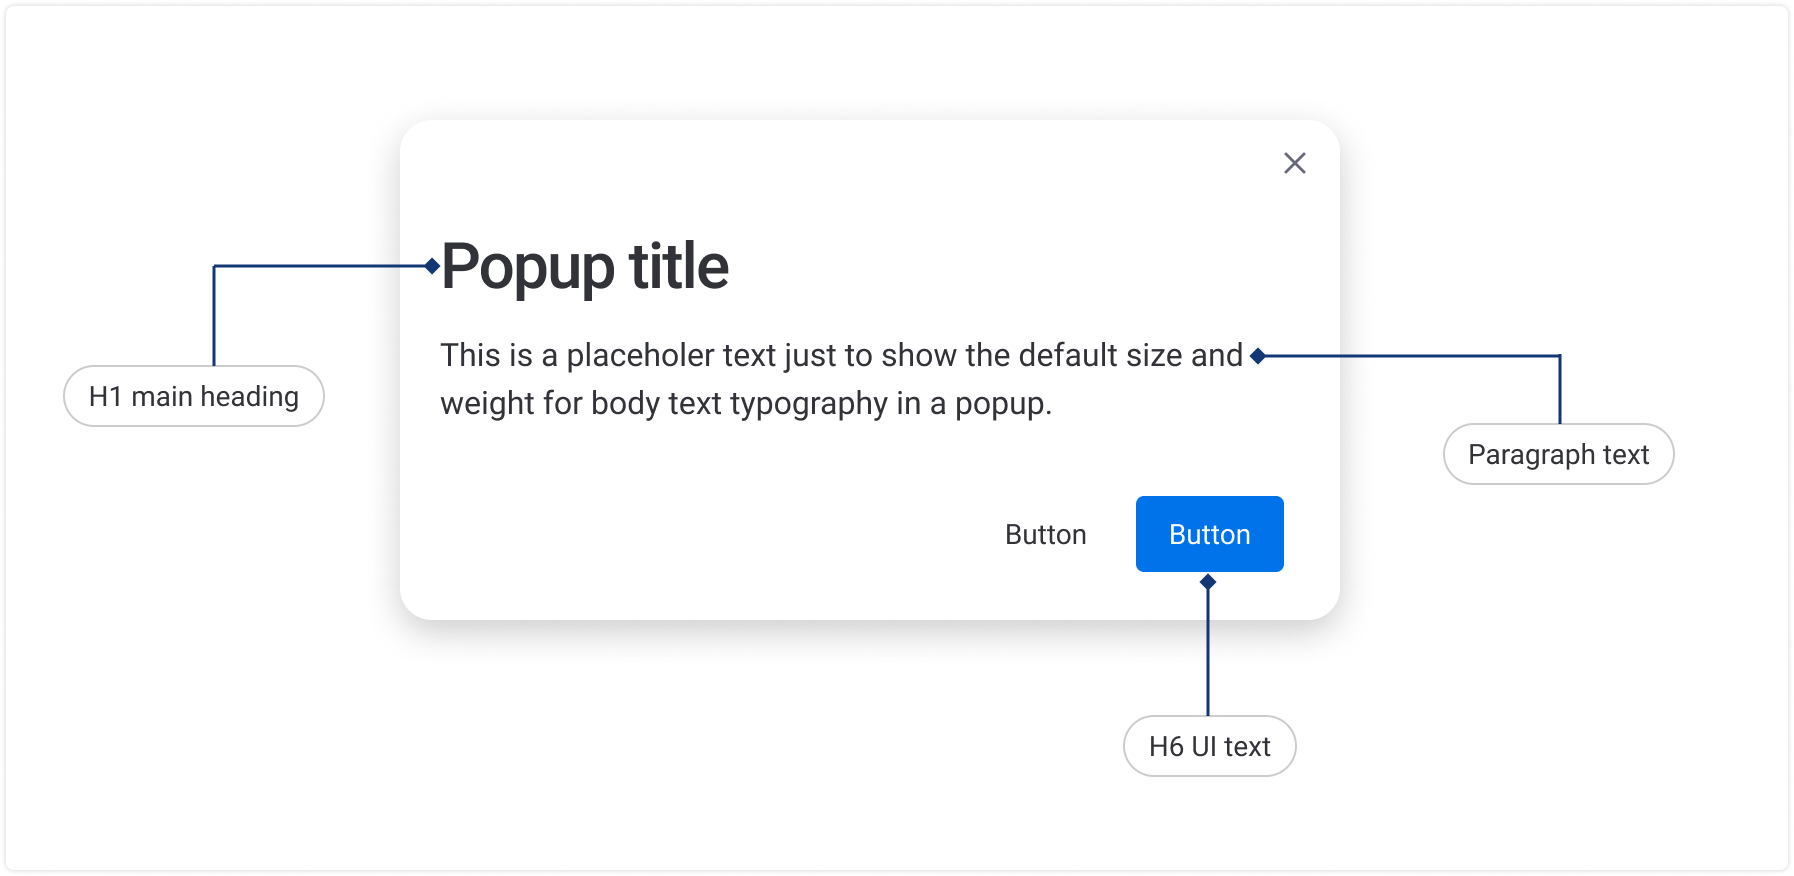 Popup title
This is a placeholer text just to show the default size and
weight for body text typography in a popup.
H1 main heading
Paragraph text
Button
Button
H6 UI text